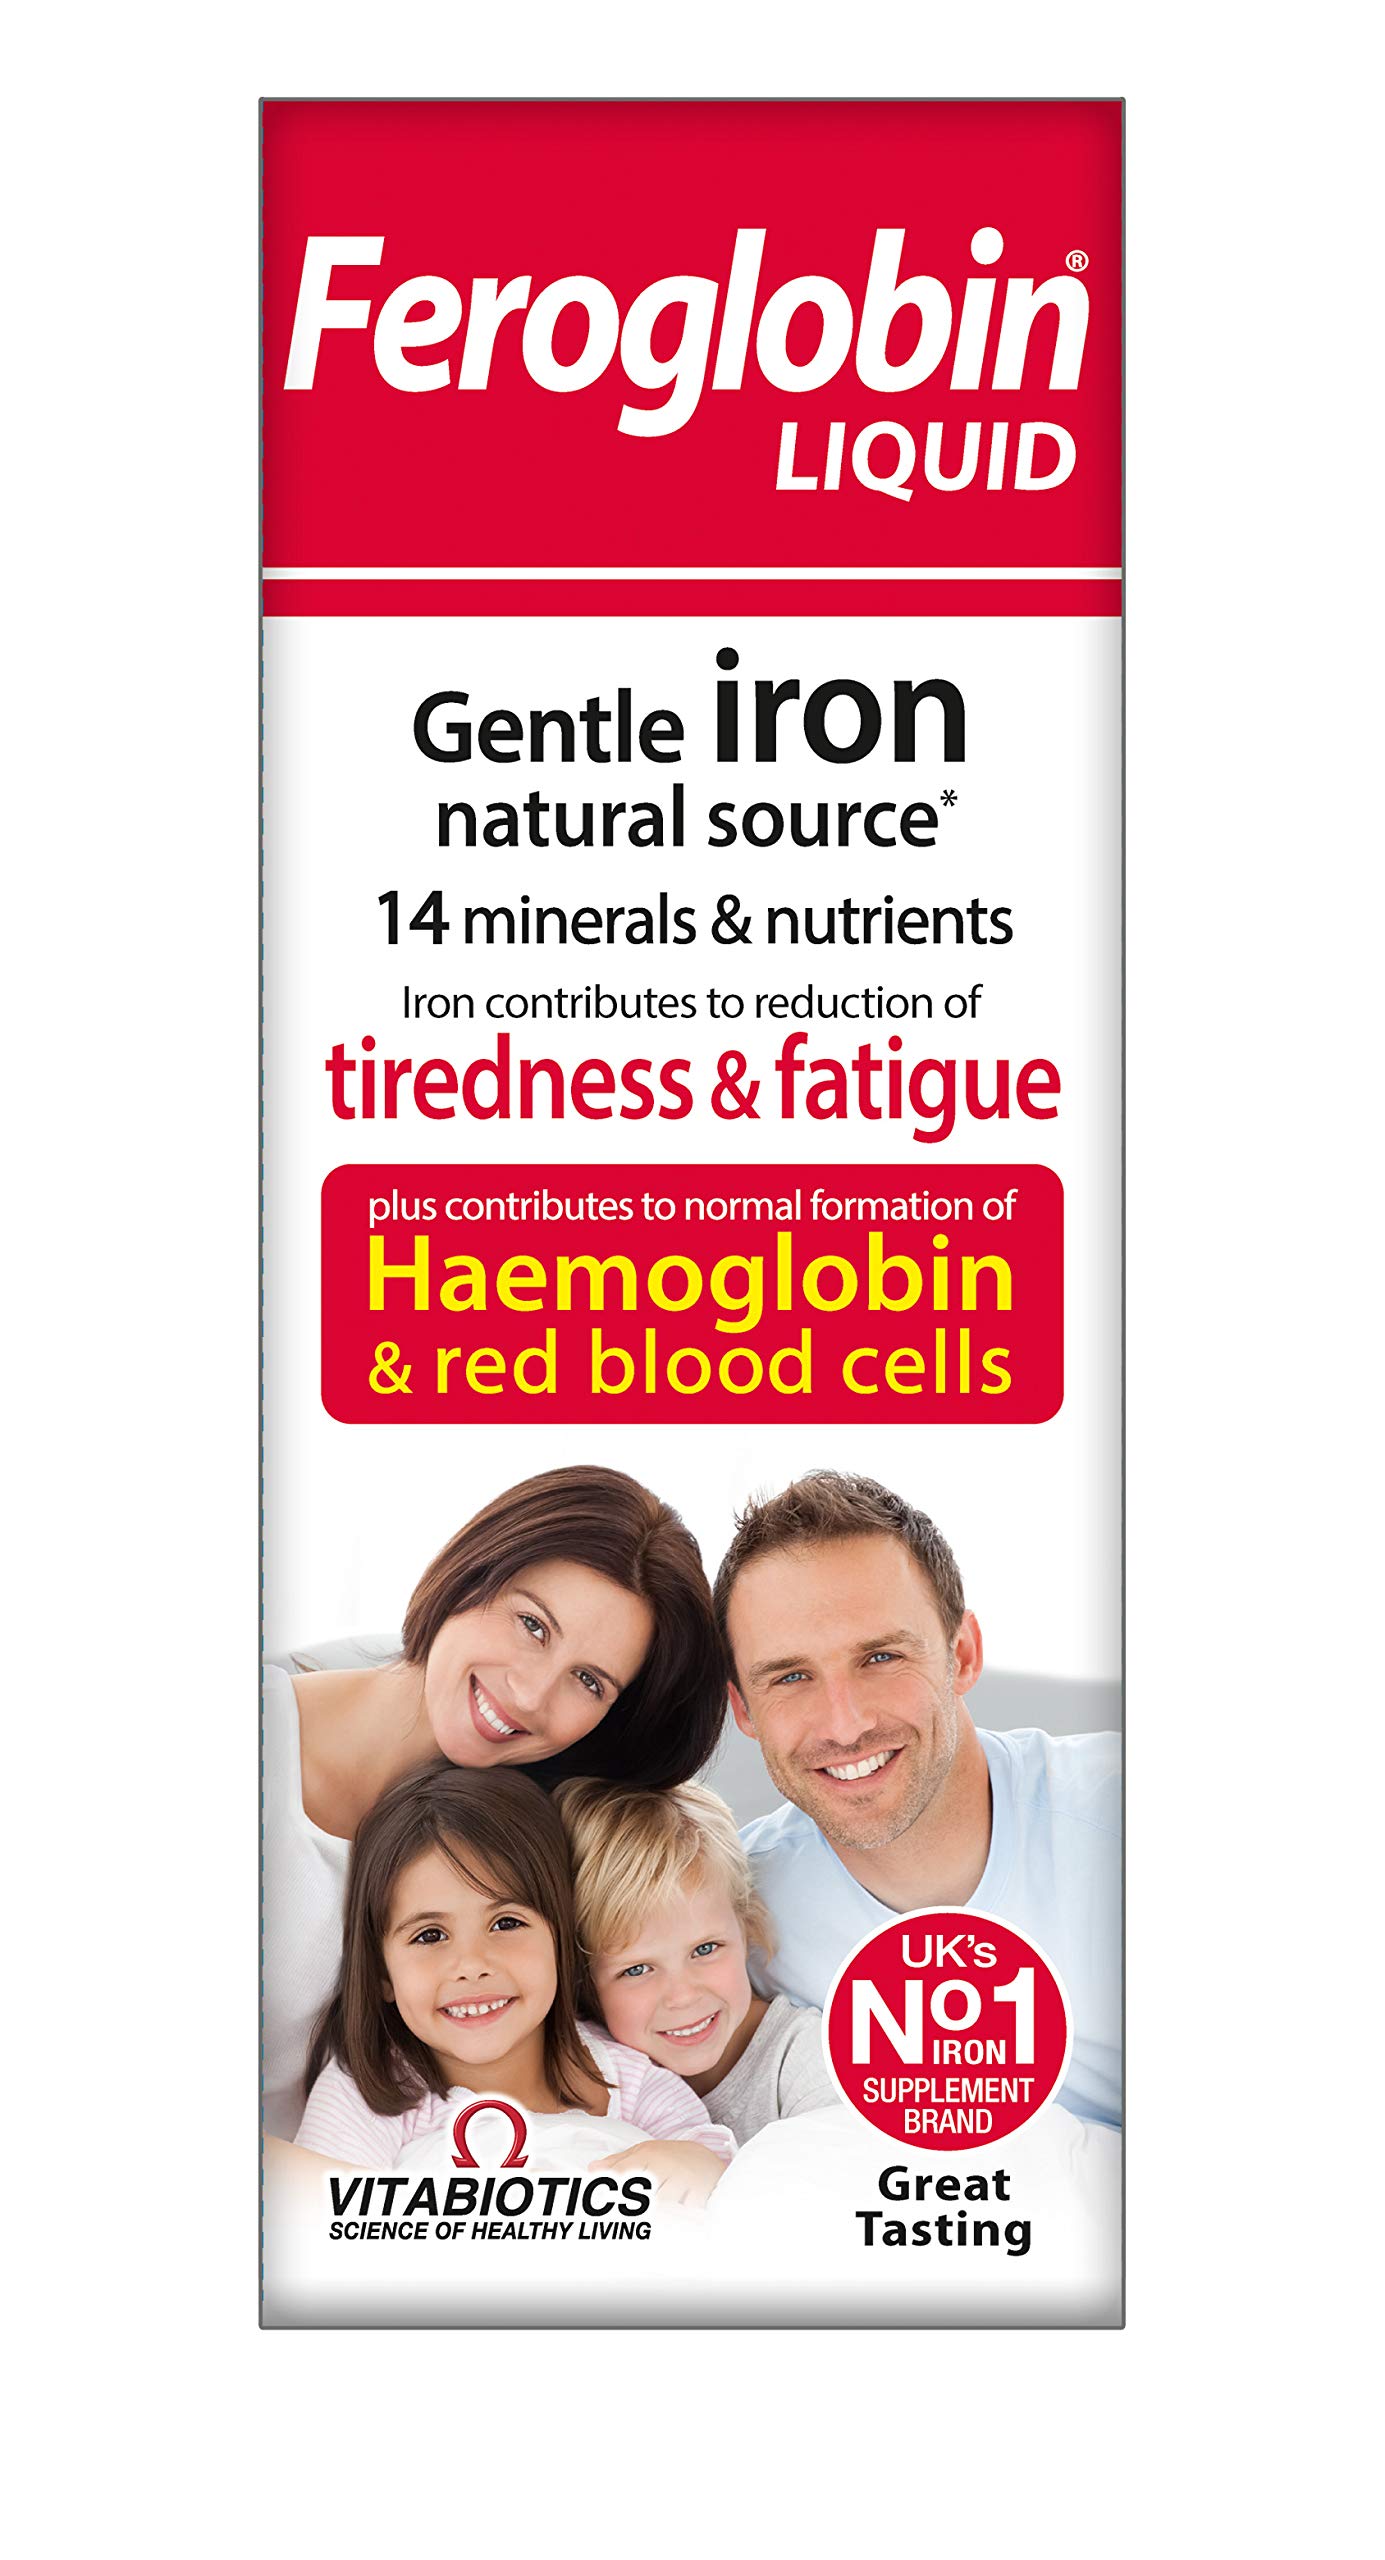 Feroglobin®
LIQUID
Gentle iron
natural source*
14 minerals & nutrients
Iron contributes to reduction of
tiredness & fatigue
plus contributes to normal formation of
Haemoglobin
& red blood cells
UK's
No1
IRON
SUPPLEMENT
BRAND
Great
Tasting
VITABIOTICS
SCIENCE OF HEALTHY LIVING